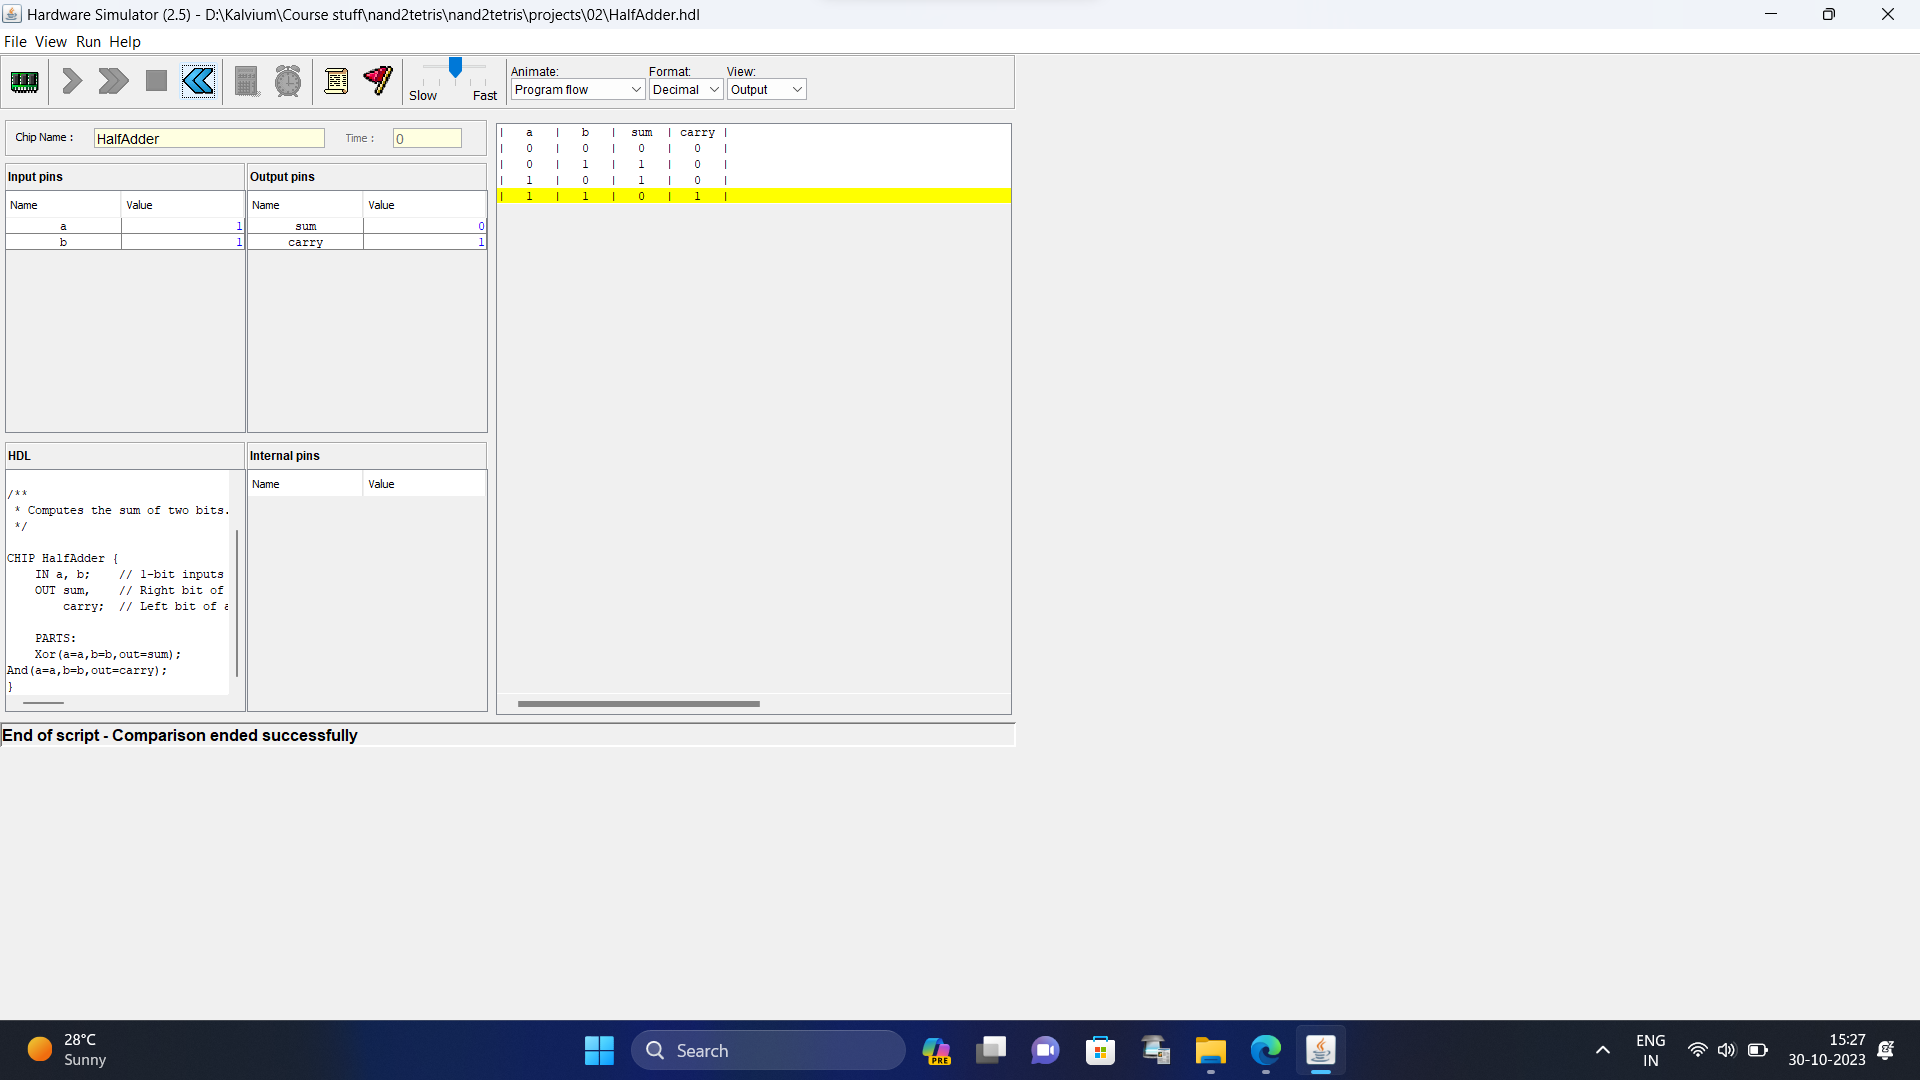 Hardware Simulator (2.5) - D:\Kalvium\Course stuff\nand2tetris\nand2tetris\projects\02\HalfAdder.hdl
File View Run Help
Slow Fast
Animate: Format: View:
Program flow Decimal Output
Chip Name : HalfAdder Time : 0
Input pins
Name Value
a 1
b 1
Output pins
Name Value
sum 0
carry 1
| a | b | sum | carry |
| 0 | 0 | 0 | 0 |
| 0 | 1 | 1 | 0 |
| 1 | 0 | 1 | 0 |
| 1 | 1 | 0 | 1 |
HDL
/**
* Computes the sum of two bits.
*/
CHIP HalfAdder {
IN a, b; // 1-bit inputs
OUT sum, // Right bit of
carry; // Left bit of a
PARTS:
Xor(a=a,b=b,out=sum);
And(a=a,b=b,out=carry);
}
Internal pins
Name Value
End of script - Comparison ended successfully
28°C
Sunny
Search
PRE
ENG
IN
15:27
30-10-2023